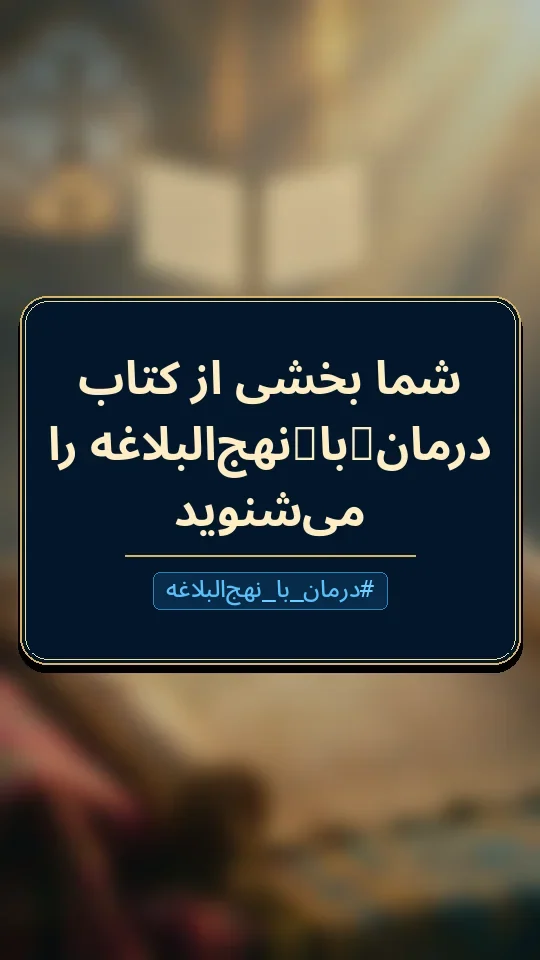 شما بخشی از کتاب
درمان▯با▯نهج‌البلاغه را
می‌شنوید
#درمان_با_نهج‌البلاغه